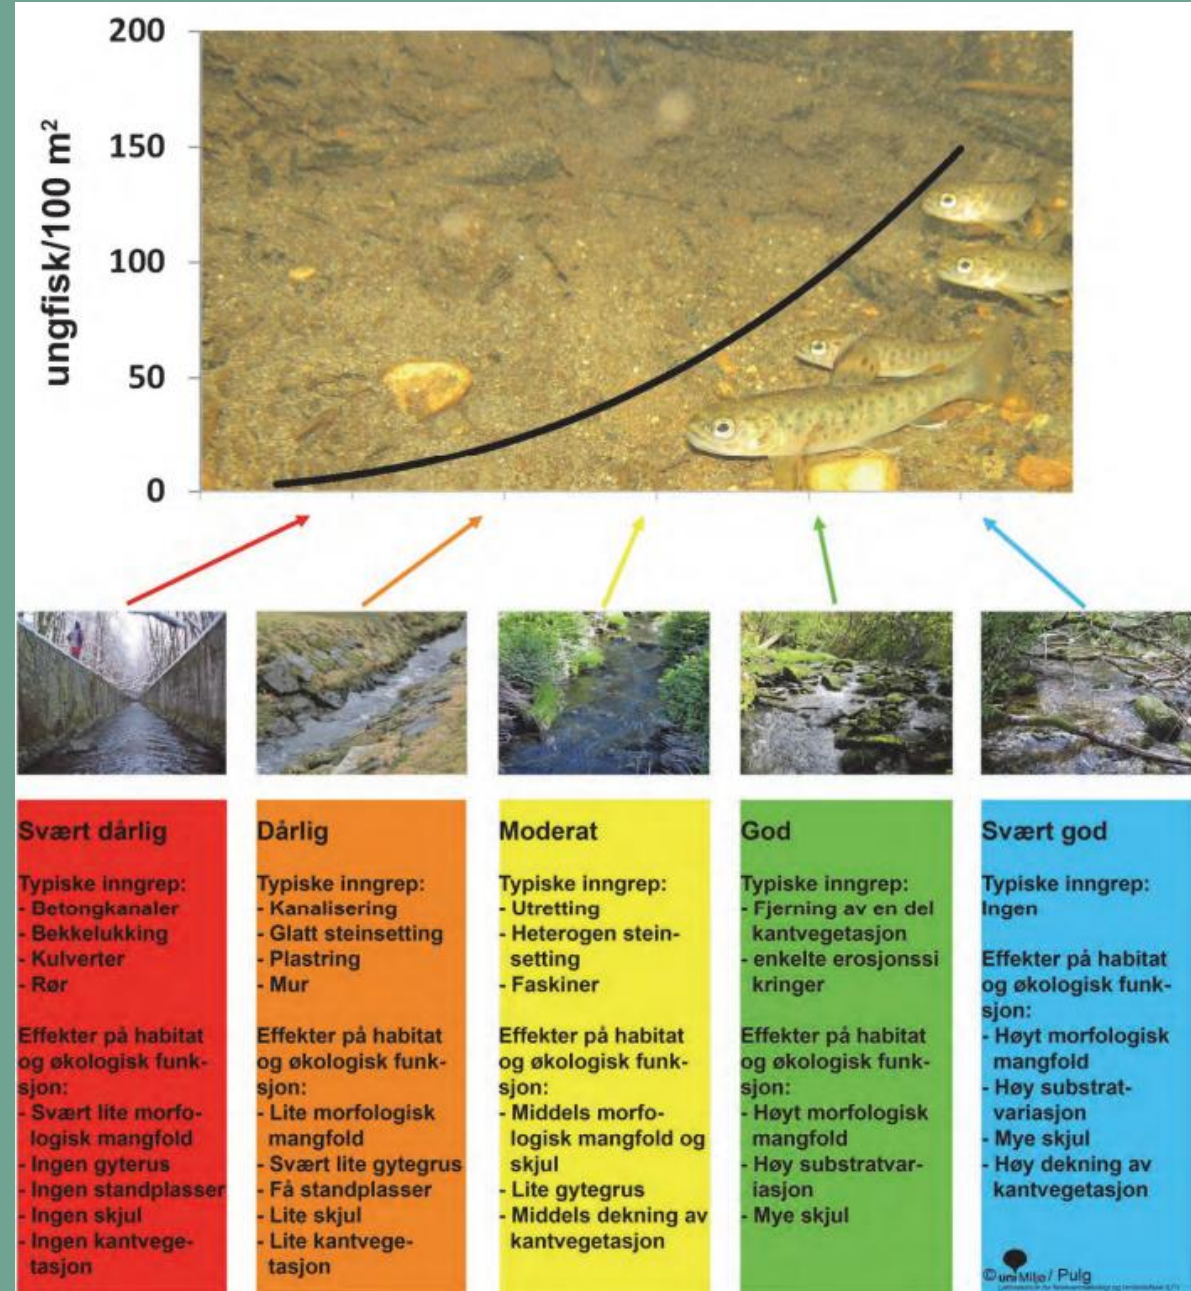 200
150
100
50
0
ungfisk/100 m²
Svært dårlig
Typiske inngrep:
- Betongkanaler
- Bekkelukking
- Kulverter
- Rør
Effekter på habitat
og økologisk funk-
sjon:
- Svært lite morfo-
logisk mangfold
- Ingen gyterus
- Ingen standplasser
- Ingen skjul
- Ingen kantvege-
tasjon
Dårlig
Typiske inngrep:
- Kanalisering
- Glatt steinsetting
- Plastring
- Mur
Effekter på habitat
og økologisk funk-
sjon:
- Lite morfologisk
mangfold
- Svært lite gytegrus
- Få standplasser
- Lite skjul
- Lite kantvege-
tasjon
Moderat
Typiske inngrep:
- Utretting
- Heterogen stein-
setting
- Faskiner
Effekter på habitat
og økologisk funk-
sjon:
- Middels morfo-
logisk mangfold og
skjul
- Lite gytegrus
- Middels dekning av
kantvegetasjon
God
Typiske inngrep:
- Fjerning av en del
kantvegetasjon
- enkelte erosjonssi
kringer
Effekter på habitat
og økologisk funk-
sjon:
- Høyt morfologisk
mangfold
- Høy substratvar-
iasjon
- Mye skjul
Svært god
Typiske inngrep:
Ingen
Effekter på habitat
og økologisk funk-
sjon:
- Høyt morfologisk
mangfold
- Høy substrat-
variasjon
- Mye skjul
- Høy dekning av
kantvegetasjon
© uni Miljø / Pulg